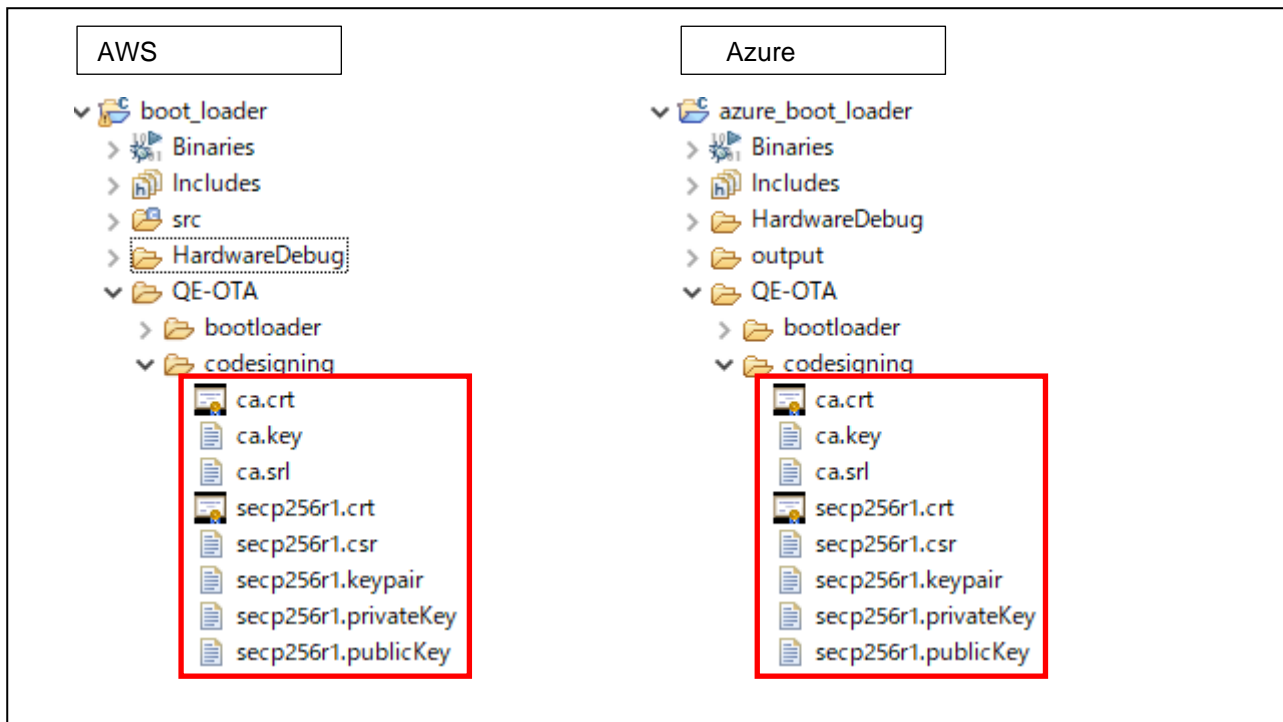 AWS
boot_loader
Binaries
Includes
src
HardwareDebug
QE-OTA
bootloader
codesigning
ca.crt
ca.key
ca.srl
secp256r1.crt
secp256r1.csr
secp256r1.keypair
secp256r1.privateKey
secp256r1.publicKey
Azure
azure_boot_loader
Binaries
Includes
HardwareDebug
output
QE-OTA
bootloader
codesigning
ca.crt
ca.key
ca.srl
secp256r1.crt
secp256r1.csr
secp256r1.keypair
secp256r1.privateKey
secp256r1.publicKey